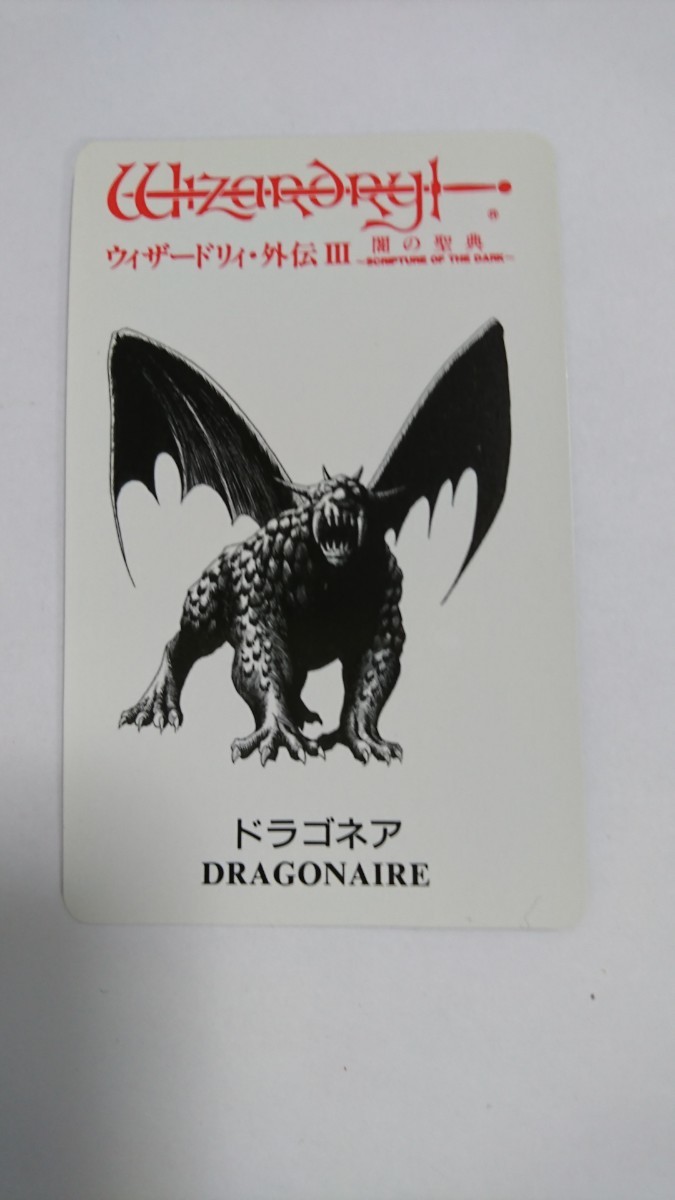 Wizardry
ウィザードリィ・外伝 III 闇の聖典
~SCRIPTURE OF THE DARK~
ドラゴネア
DRAGONAIRE